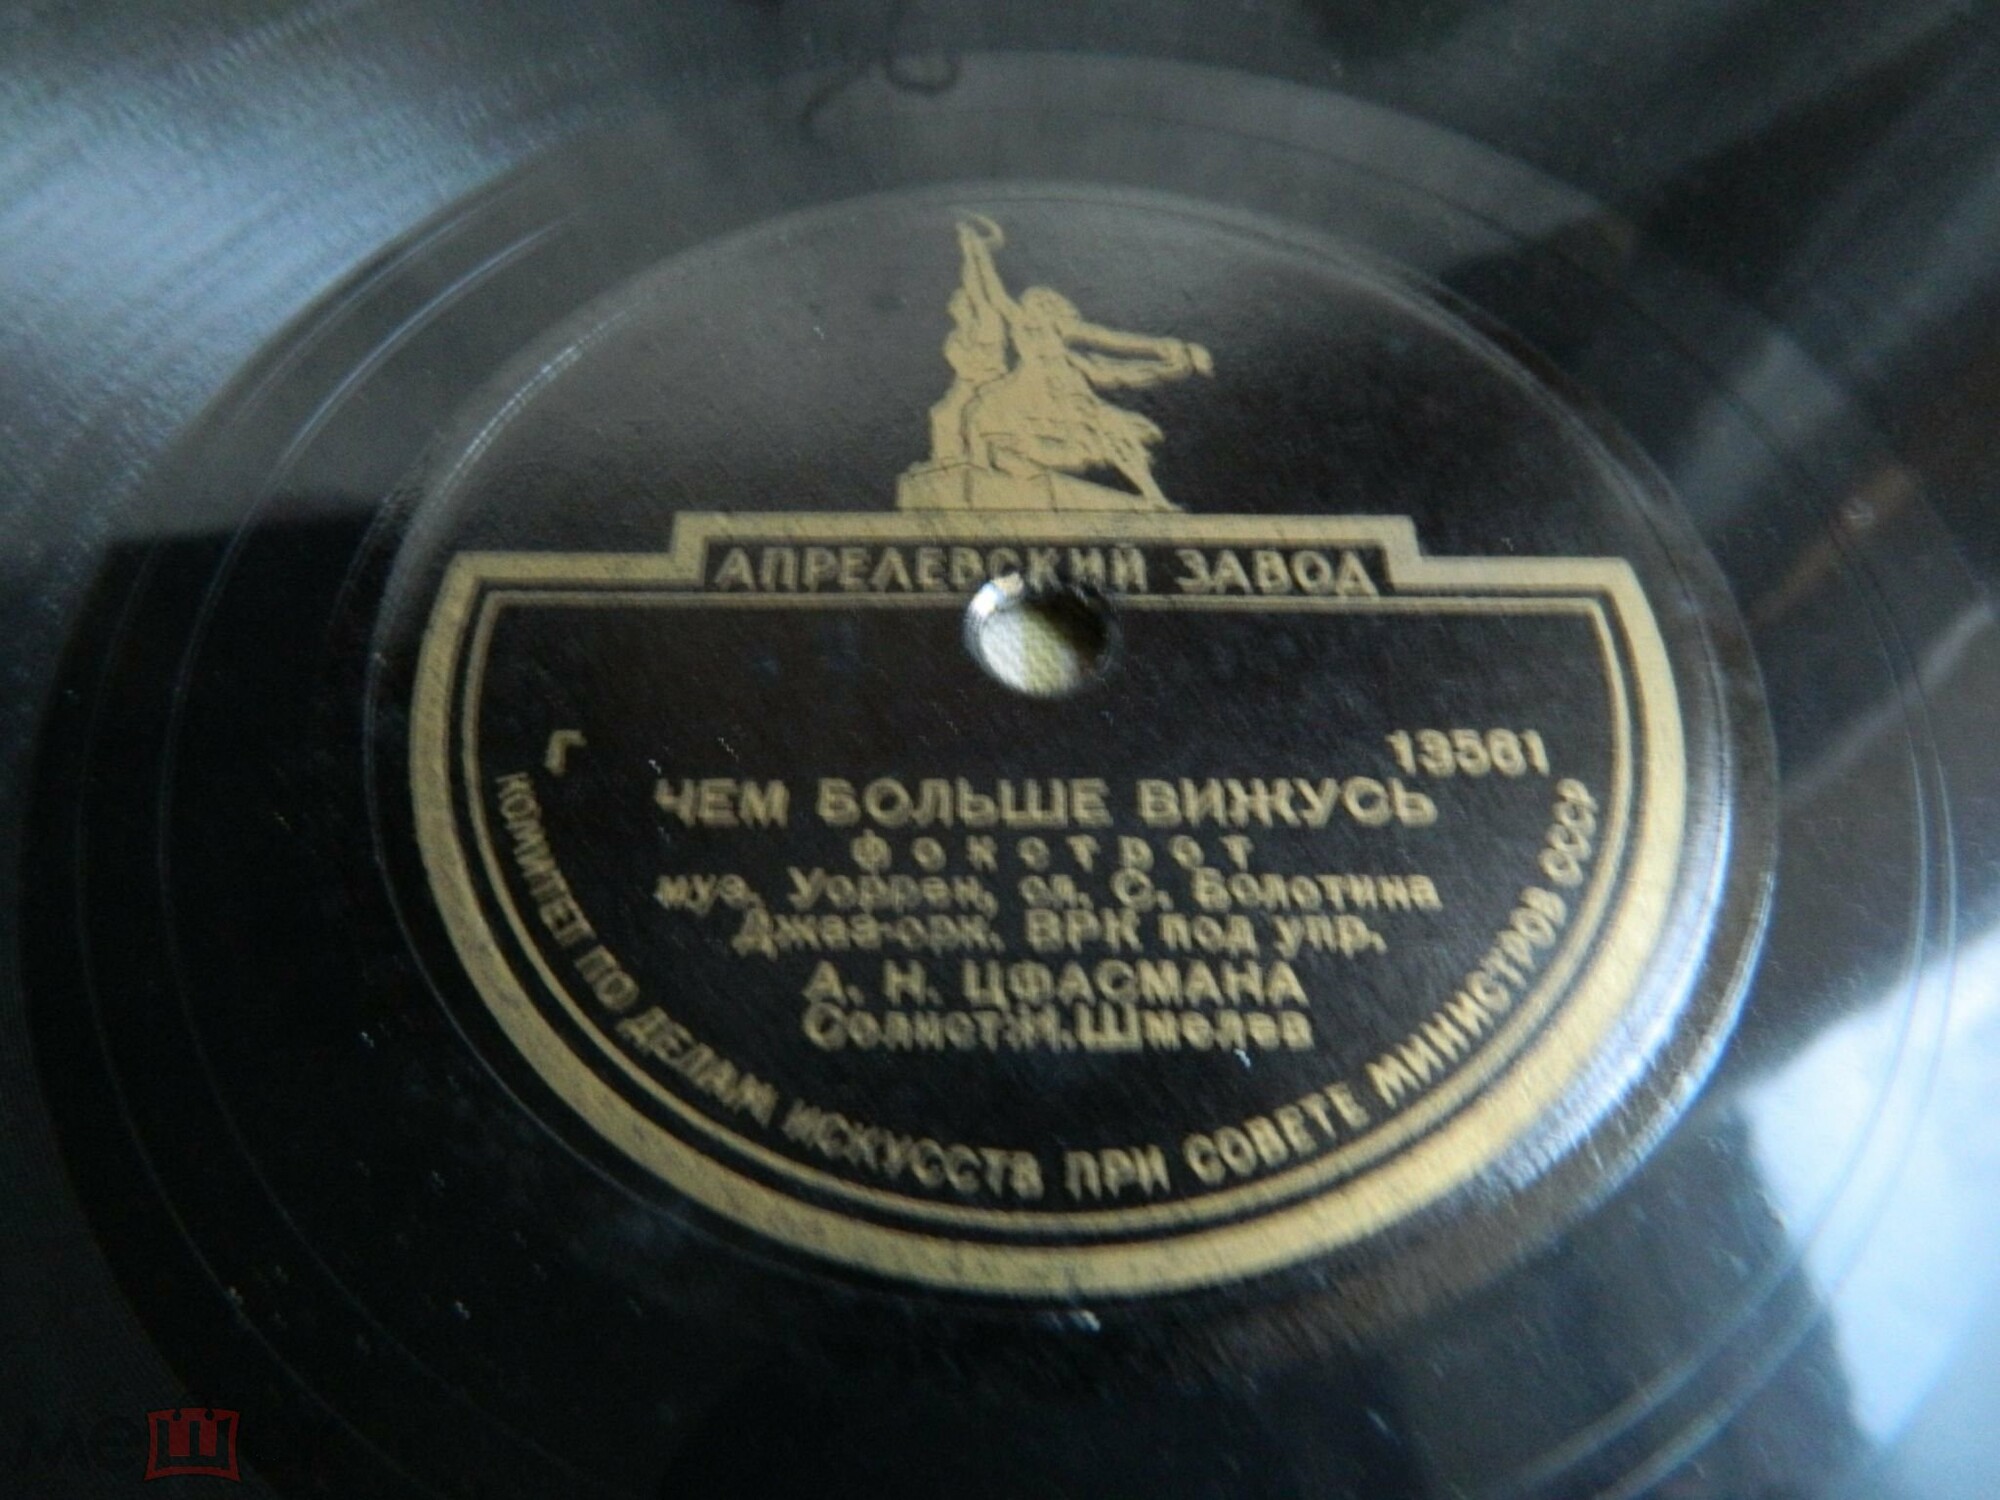 АПРЕЛЕВСКИЙ ЗАВОД
Г 13561
ЧЕМ БОЛЬШЕ ВИЖУСЬ
фокстрот
муз. Уоррен, сл. С. Болотина
Джаз-орк. ВРК под упр.
А. Н. ЦФАСМАНА
Солист:И.Шмелев
КОМИТЕТ ПО ДЕЛАМ ИСКУССТВ ПРИ СОВЕТЕ МИНИСТРОВ СССР